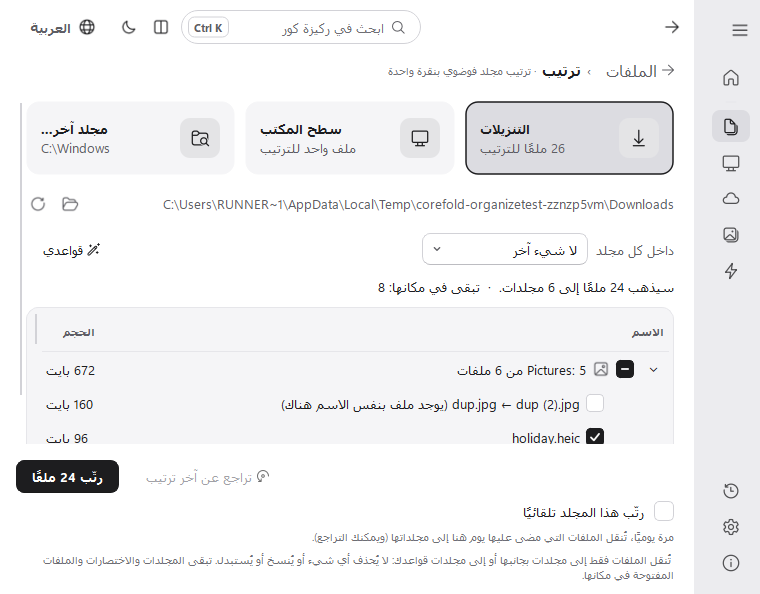 ابحث في ركيزة كور
Ctrl K
العربية
الملفات › ترتيب · ترتيب مجلد فوضوي بنقرة واحدة
التنزيلات
26 ملفًا للترتيب
سطح المكتب
ملف واحد للترتيب
مجلد آخر...
C:\Windows
C:\Users\RUNNER~1\AppData\Local\Temp\corefold-organizetest-zznzp5vm\Downloads
داخل كل مجلد
لا شيء آخر
قواعدي
سيذهب 24 ملفًا إلى 6 مجلدات. · تبقى في مكانها: 8
الاسم
الحجم
Pictures: 5 من 6 ملفات
672 بايت
dup.jpg ← dup (2).jpg (يوجد ملف بنفس الاسم هناك)
160 بايت
holiday.heic
96 بايت
تراجع عن آخر ترتيب
رتّب 24 ملفًا
رتّب هذا المجلد تلقائيًا
مرة يوميًا، تُنقل الملفات التي مضى عليها يوم هنا إلى مجلداتها (ويمكنك التراجع).
تُنقل الملفات فقط إلى مجلدات بجانبها أو إلى مجلدات قواعدك: لا يُحذف أي شيء أو يُنسخ أو يُستبدل. تبقى المجلدات والاختصارات والملفات
المفتوحة في مكانها.